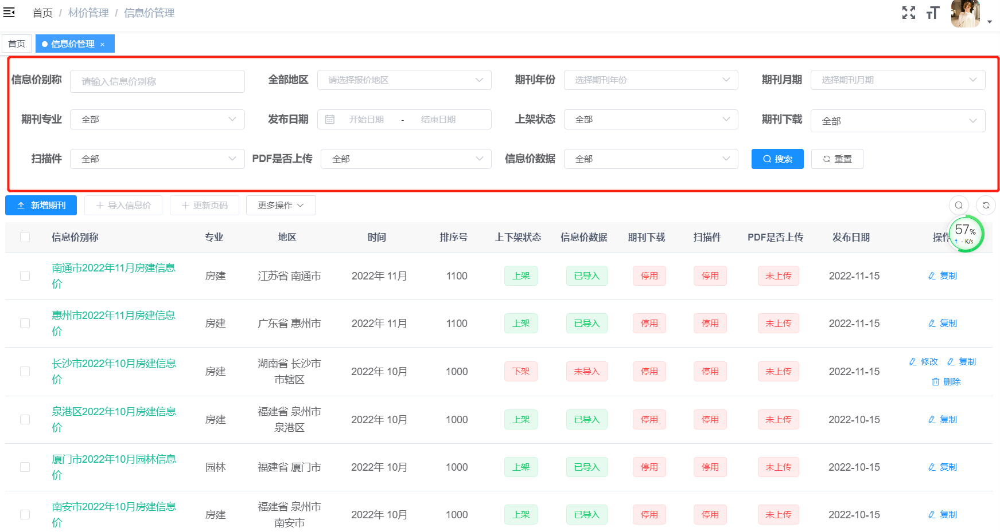 首页 / 材价管理 / 信息价管理
首页 信息价管理 ×
信息价别称 请输入信息价别称 全部地区 请选择报价地区 期刊年份 选择期刊年份 期刊月期 选择期刊月期
期刊专业 全部 发布日期 开始日期 - 结束日期 上架状态 全部 期刊下载 全部
扫描件 全部 PDF是否上传 全部 信息价数据 全部 搜索 重置
新增期刊 导入信息价 更新页码 更多操作
信息价别称 专业 地区 时间 排序号 上下架状态 信息价数据 期刊下载 扫描件 PDF是否上传 发布日期 操作
57%
↑ - K/s
南通市2022年11月房建信息
价 房建 江苏省 南通市 2022年 11月 1100 上架 已导入 停用 停用 未上传 2022-11-15 复制
惠州市2022年11月房建信息
价 房建 广东省 惠州市 2022年 11月 1100 上架 已导入 停用 停用 未上传 2022-11-15 复制
长沙市2022年10月房建信息
价 房建 湖南省 长沙市
市辖区 2022年 10月 1000 下架 未导入 停用 停用 未上传 2022-11-15 修改 复制
删除
泉港区2022年10月房建信息
价 房建 福建省 泉州市
泉港区 2022年 10月 1000 上架 已导入 停用 停用 未上传 2022-10-15 复制
厦门市2022年10月园林信息
价 园林 福建省 厦门市 2022年 10月 1000 上架 已导入 停用 停用 未上传 2022-10-15 复制
南安市2022年10月房建信息
价 房建 福建省 泉州市
南安市 2022年 10月 1000 上架 已导入 停用 停用 未上传 2022-10-15 复制